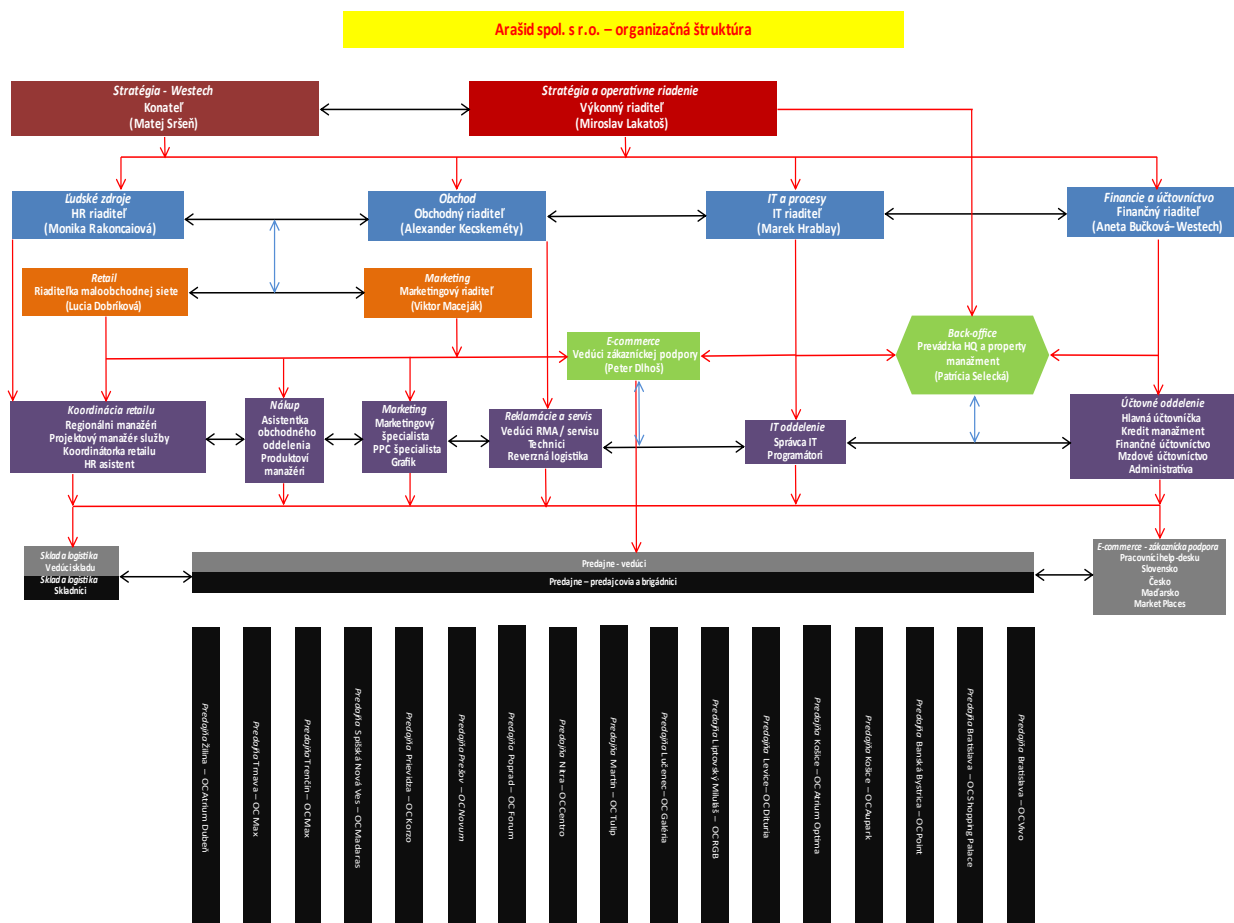 Arašid spol. s r.o. – organizačná štruktúra
Stratégia - Westech
Konateľ
(Matej Sršeň)
Stratégia a operatívne riadenie
Výkonný riaditeľ
(Miroslav Lakatoš)
Ľudské zdroje
HR riaditeľ
(Monika Rakoncaiová)
Obchod
Obchodný riaditeľ
(Alexander Kecskeméty)
IT a procesy
IT riaditeľ
(Marek Hrablay)
Financie a účtovníctvo
Finančný riaditeľ
(Aneta Bučková– Westech)
Retail
Riaditeľka maloobchodnej siete
(Lucia Dobríková)
Marketing
Marketingový riaditeľ
(Viktor Maceják)
E-commerce
Vedúci zákazníckej podpory
(Peter Dlhoš)
Back-office
Prevádzka HQ a property
manažment
(Patrícia Selecká)
Koordinácia retailu
Regionálni manažéri
Projektový manažér služby
Koordinátorka retailu
HR asistent
Nákup
Asistentka
obchodného
oddelenia
Produktoví
manažéri
Marketing
Marketingový
špecialista
PPC špecialista
Grafik
Reklamácie a servis
Vedúci RMA / servisu
Technici
Reverzná logistika
IT oddelenie
Správca IT
Programátori
Účtovné oddelenie
Hlavná účtovníčka
Kredit manažment
Finančné účtovníctvo
Mzdové účtovníctvo
Administratíva
Sklad a logistika
Vedúci skladu
Sklad a logistika
Skladníci
Predajne - vedúci
Predajne – predajcovia a brigádnici
E-commerce - zákaznícka podpora
Pracovníci help -desku
Slovensko
Česko
Maďarsko
Market Places
Predajňa Žilina – OC Atrium Dubeň
Predajňa Trnava – OC Max
Predajňa Trenčín – OC Max
Predajňa Spišská Nová Ves – OC Madaras
Predajňa Prievidza – OC Korzo
Predajňa Prešov – OC Novum
Predajňa Poprad – OC Forum
Predajňa Nitra – OC Centro
Predajňa Martin – OC Tulip
Predajňa Lučenec – OC Galéria
Predajňa Liptovský Miluláš – OC RGB
Predajňa Levice – OC Dituria
Predajňa Košice – OC Atrium Optima
Predajňa Košice – OC Aupark
Predajňa Banská Bystrica – OC Point
Predajňa Bratislava – OC Shopping Palace
Predajňa Bratislava – OC Vivo